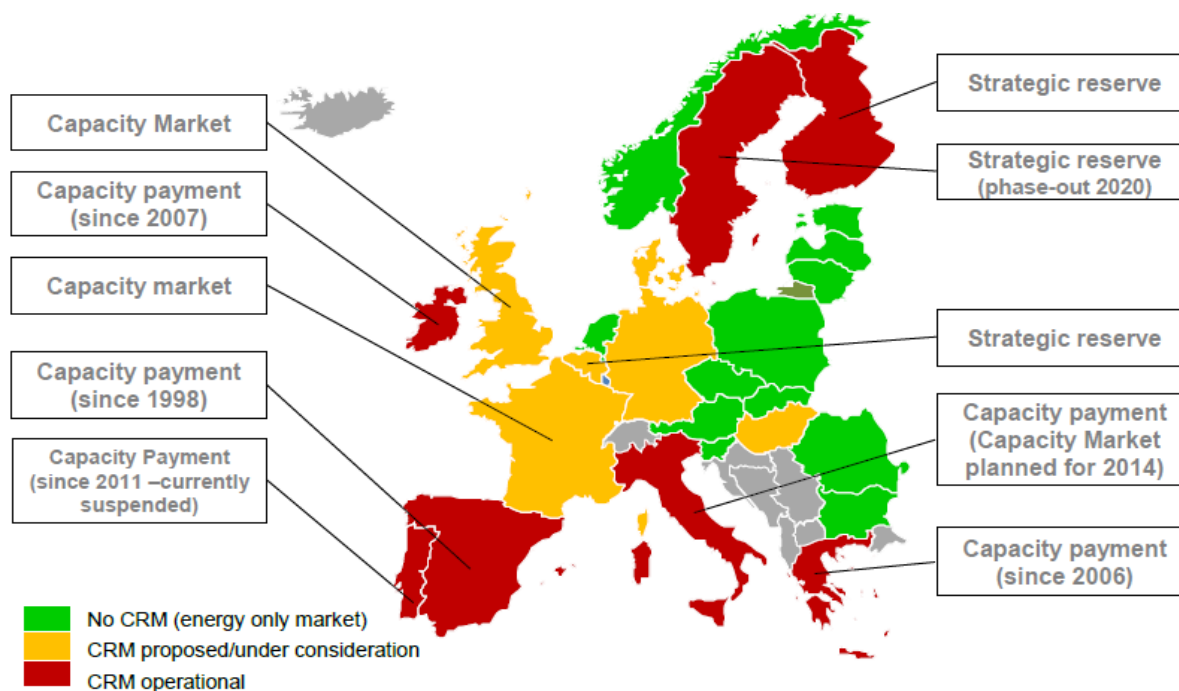 Capacity Market
Capacity payment
(since 2007)
Capacity market
Capacity payment
(since 1998)
Capacity Payment
(since 2011 –currently
suspended)
Strategic reserve
Strategic reserve
(phase-out 2020)
Strategic reserve
Capacity payment
(Capacity Market
planned for 2014)
Capacity payment
(since 2006)
No CRM (energy only market)
CRM proposed/under consideration
CRM operational